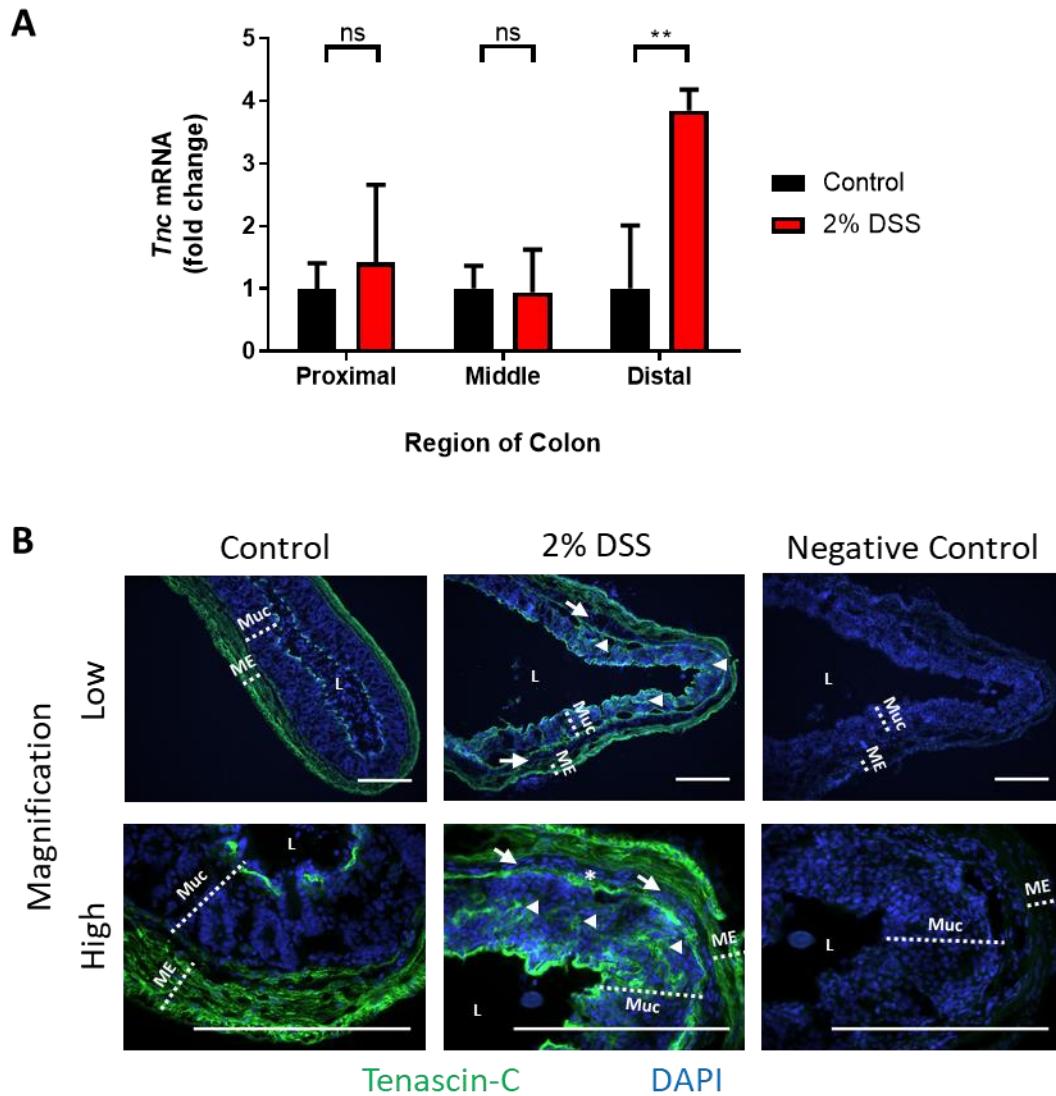 A
5
4
3
2
1
0
Tnc mRNA
(fold change)
ns
ns
**
Control
2% DSS
Proximal
Middle
Distal
Region of Colon
B
Control
2% DSS
Negative Control
Magnification
Low
High
Muc
ME
L
L
Muc
ME
L
Muc
ME
L
Muc
ME
*
ME
L
Muc
ME
L
Muc
Tenascin-C
DAPI